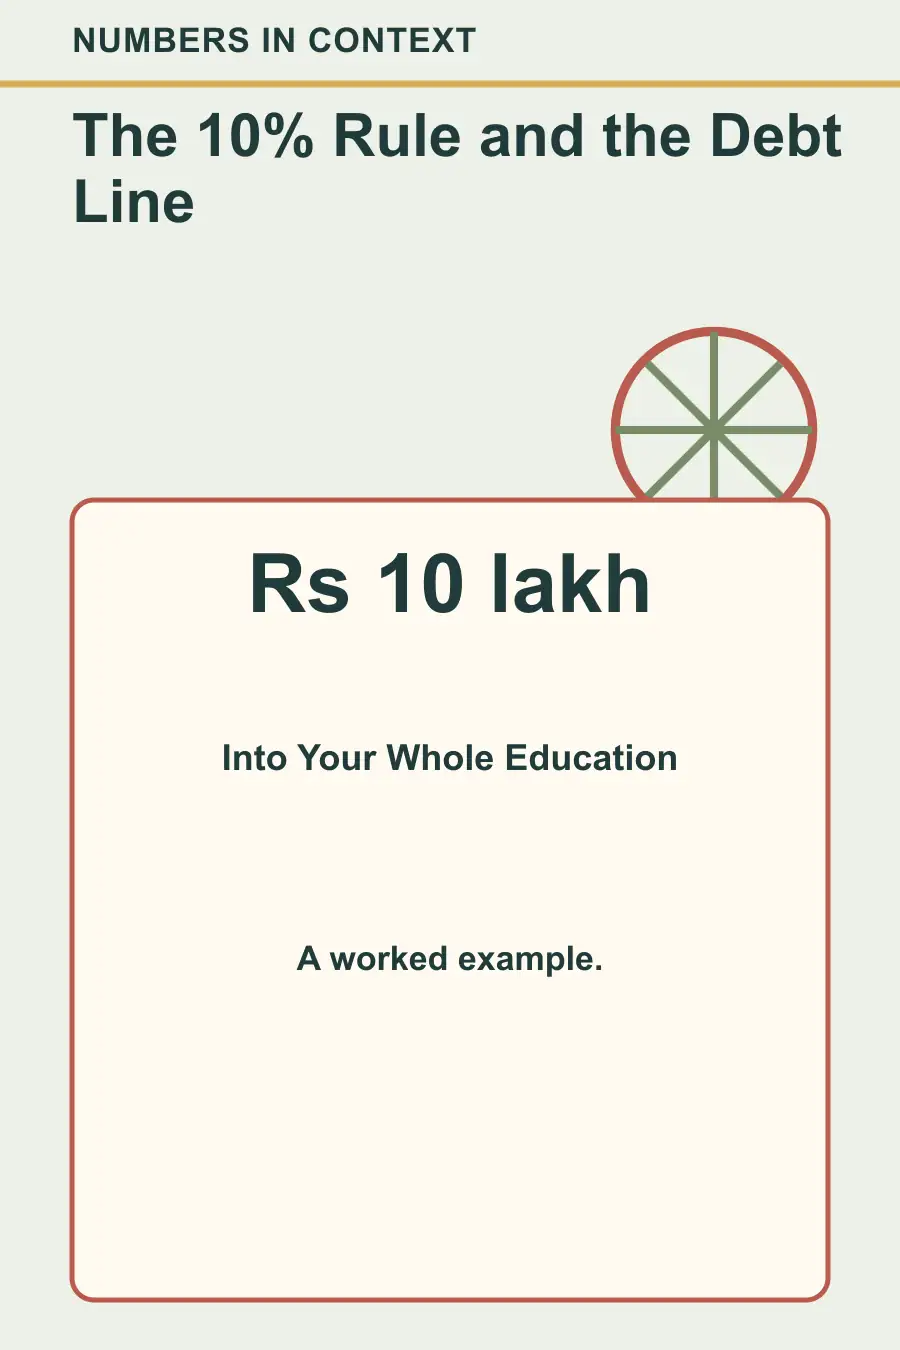 NUMBERS IN CONTEXT
The 10% Rule and the Debt
Line
Rs 10 lakh
Into Your Whole Education
A worked example.